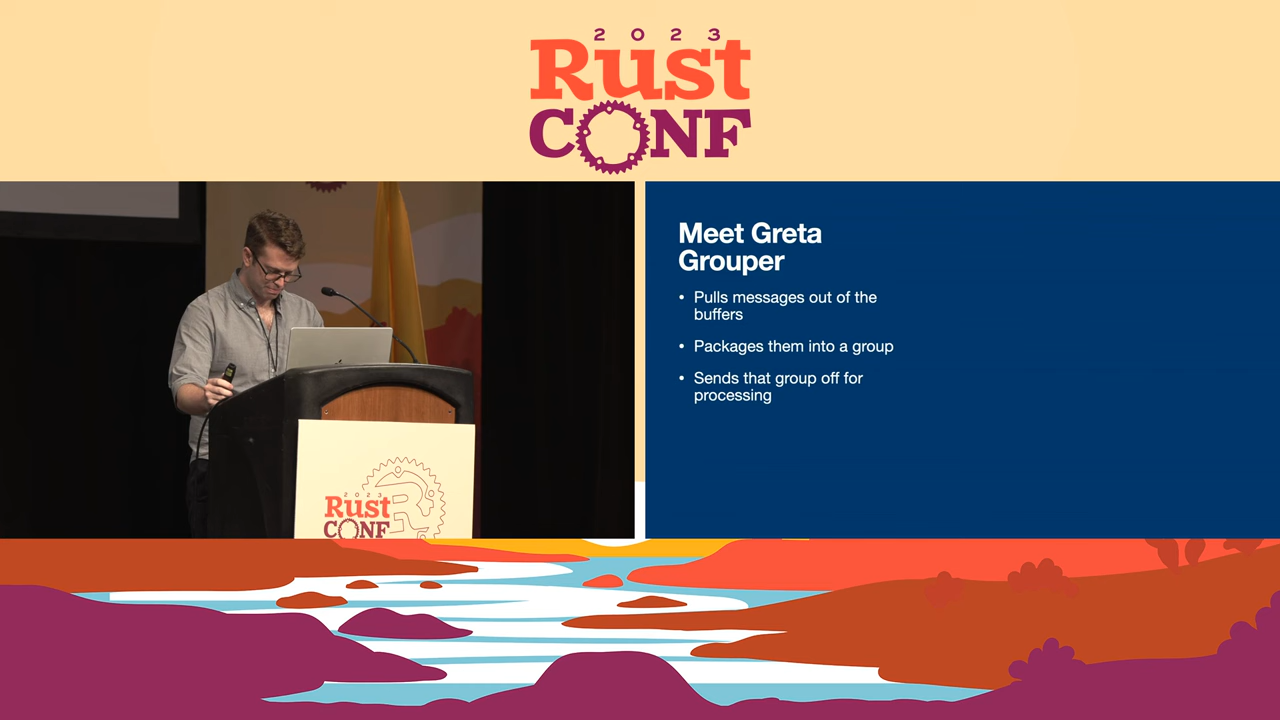 2023
Rust
CONF
Meet Greta
Grouper
• Pulls messages out of the
buffers
• Packages them into a group
• Sends that group off for
processing
2023
Rust
CONF
R